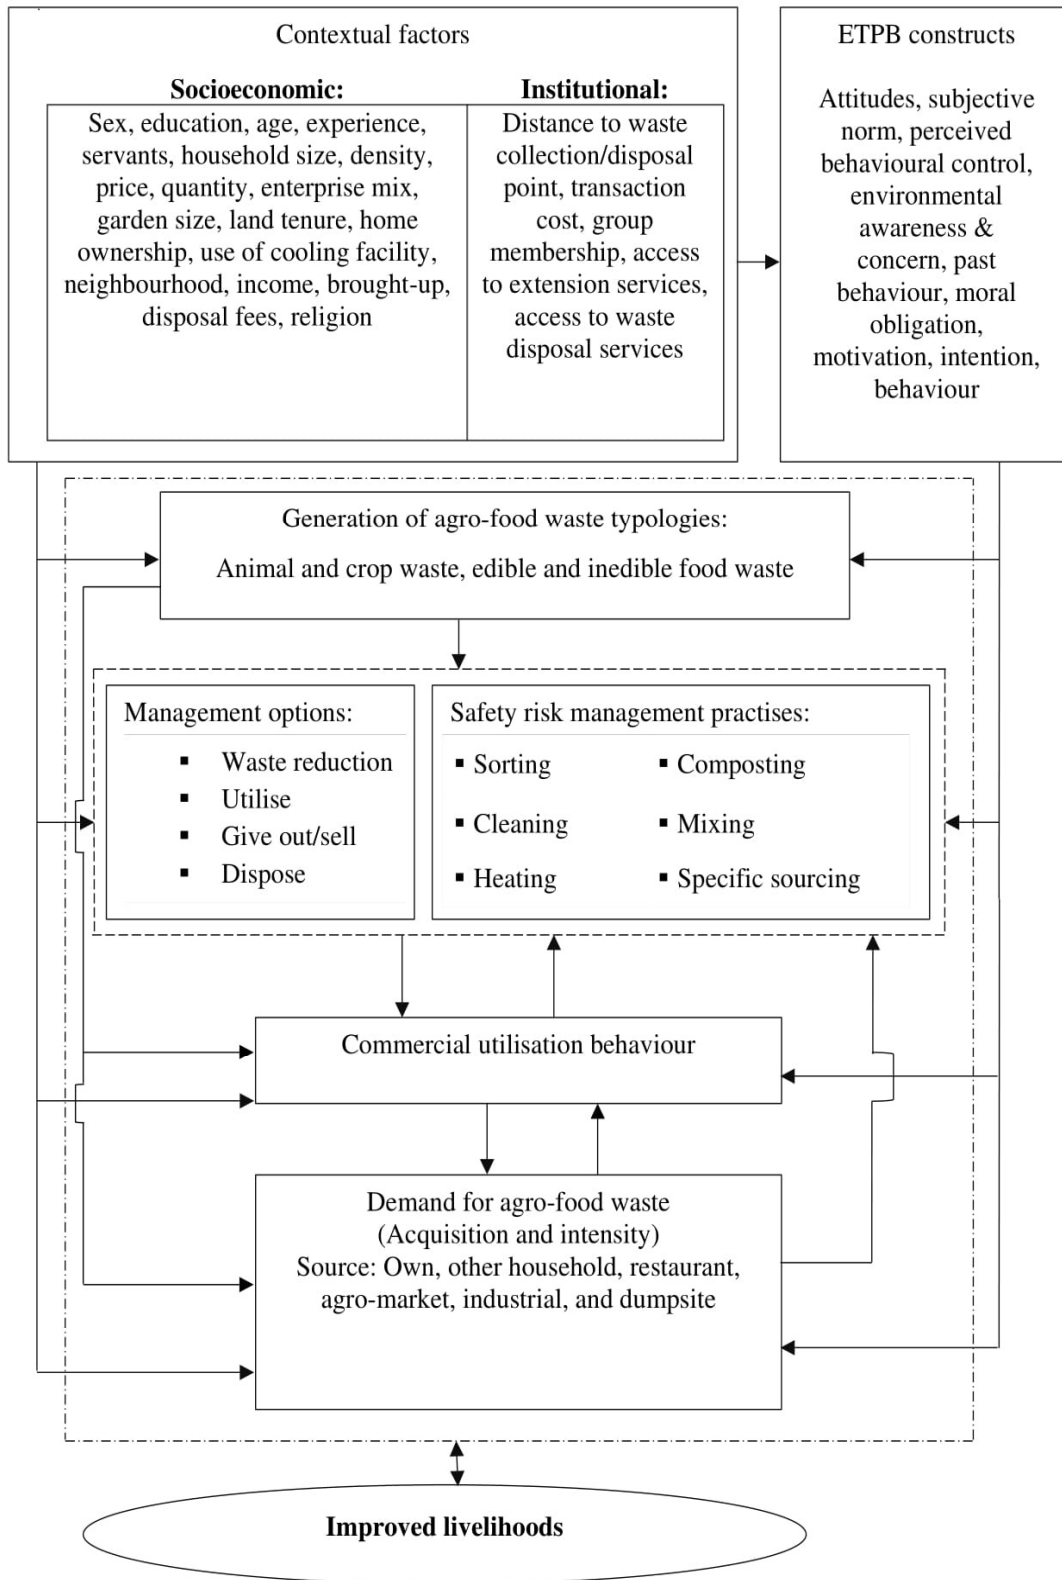 Contextual factors
Socioeconomic:
Sex, education, age, experience,
servants, household size, density,
price, quantity, enterprise mix,
garden size, land tenure, home
ownership, use of cooling facility,
neighbourhood, income, brought-up,
disposal fees, religion
Institutional:
Distance to waste
collection/disposal
point, transaction
cost, group
membership, access
to extension services,
access to waste
disposal services
ETPB constructs
Attitudes, subjective
norm, perceived
behavioural control,
environmental
awareness &
concern, past
behaviour, moral
obligation,
motivation, intention,
behaviour
Generation of agro-food waste typologies:
Animal and crop waste, edible and inedible food waste
Management options:
▪ Waste reduction
▪ Utilise
▪ Give out/sell
▪ Dispose
Safety risk management practises:
▪ Sorting
▪ Composting
▪ Cleaning
▪ Mixing
▪ Heating
▪ Specific sourcing
Commercial utilisation behaviour
Demand for agro-food waste
(Acquisition and intensity)
Source: Own, other household, restaurant,
agro-market, industrial, and dumpsite
Improved livelihoods